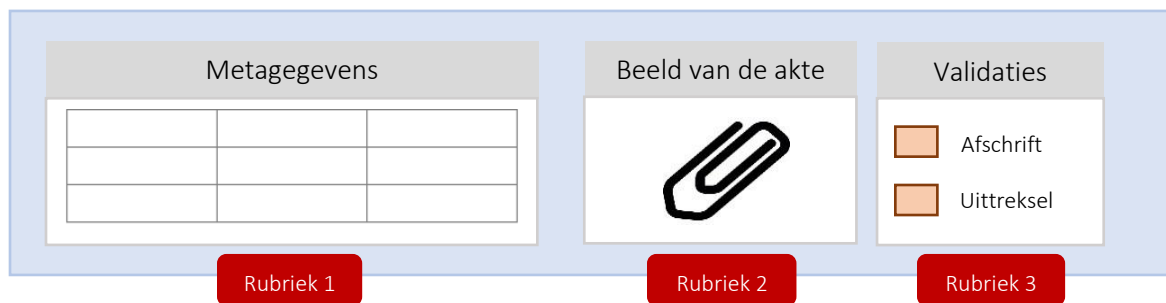 Metagegevens
Beeld van de akte
Validaties
Afschrift
Uittreksel
Rubriek 1
Rubriek 2
Rubriek 3